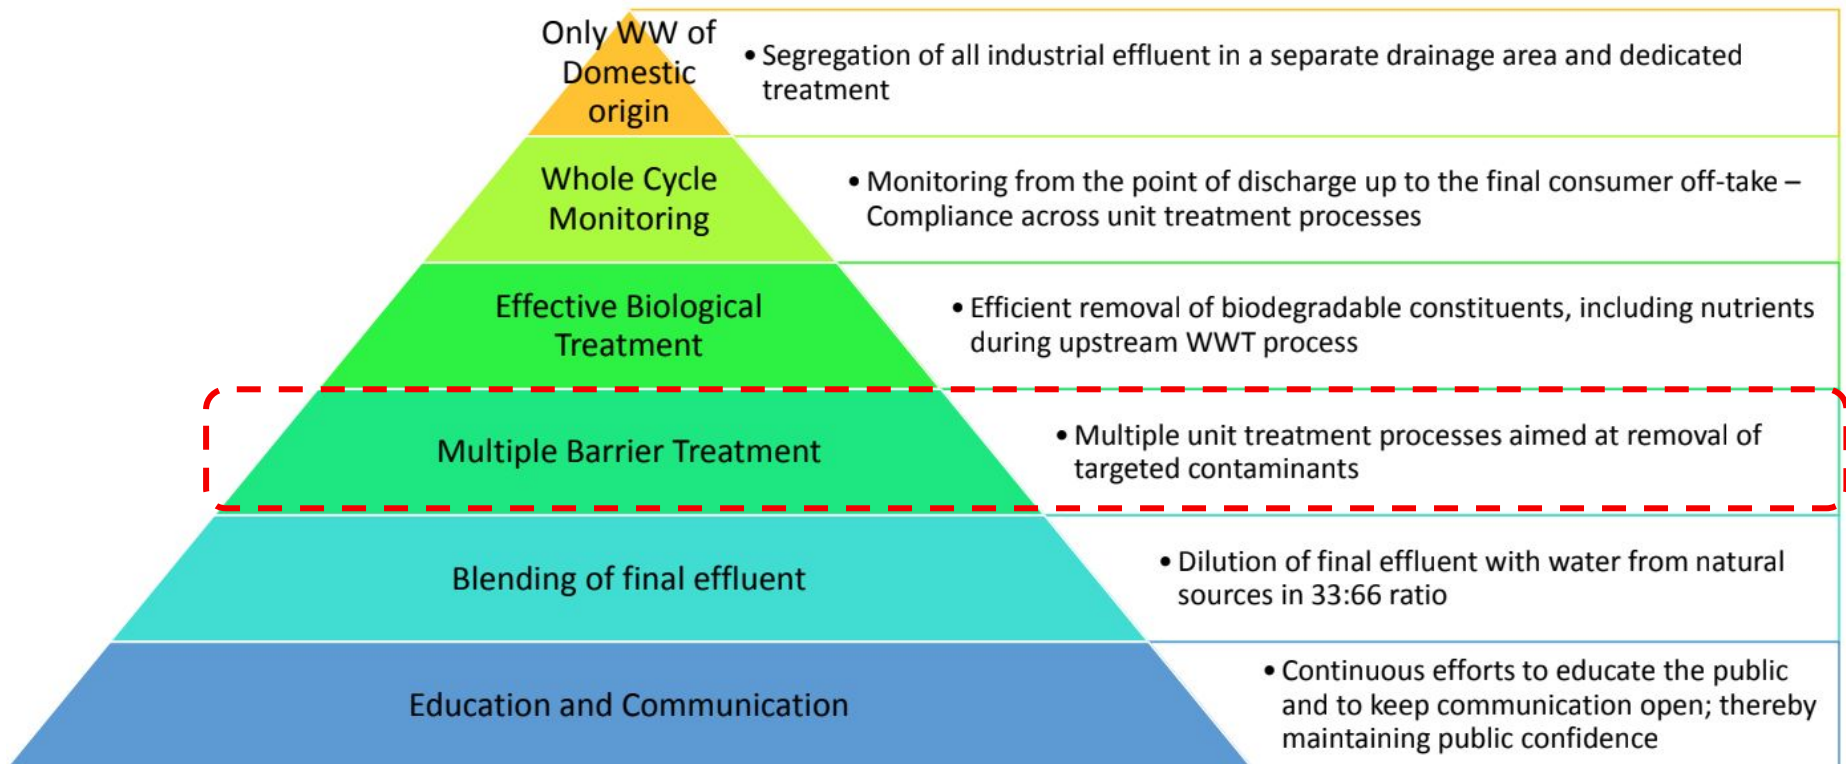 Only WW of
Domestic
origin
• Segregation of all industrial effluent in a separate drainage area and dedicated
treatment
Whole Cycle
Monitoring
• Monitoring from the point of discharge up to the final consumer off-take –
Compliance across unit treatment processes
Effective Biological
Treatment
• Efficient removal of biodegradable constituents, including nutrients
during upstream WWT process
Multiple Barrier Treatment
• Multiple unit treatment processes aimed at removal of
targeted contaminants
Blending of final effluent
• Dilution of final effluent with water from natural
sources in 33:66 ratio
Education and Communication
• Continuous efforts to educate the public
and to keep communication open; thereby
maintaining public confidence